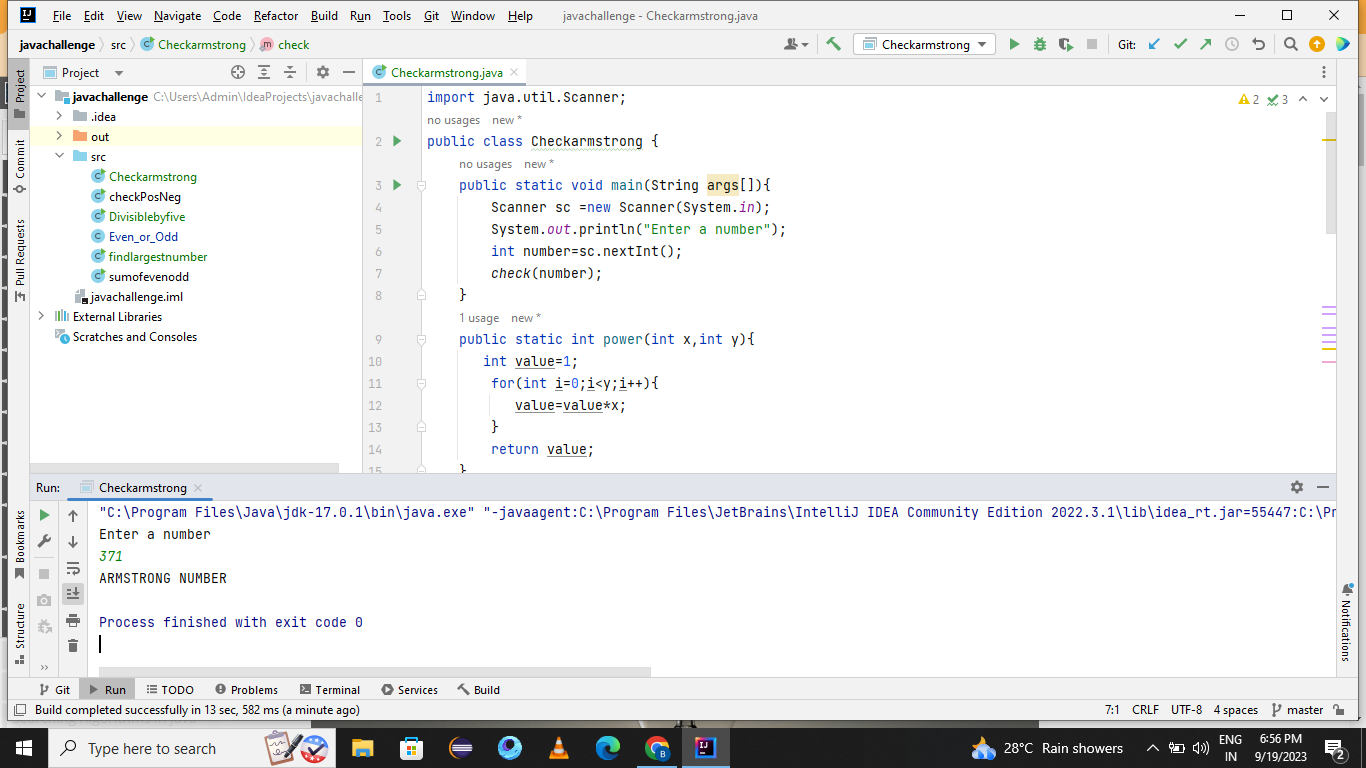 File Edit View Navigate Code Refactor Build Run Tools Git Window Help javachallenge - Checkarmstrong.java
javachallenge src Checkarmstrong check Checkarmstrong Git:
Project Checkarmstrong.java
javachallenge C:\Users\Admin\IdeaProjects\javachalle
.idea
out
src
Checkarmstrong
checkPosNeg
Divisiblebyfive
Even_or_Odd
findlargestnumber
sumofevenodd
javachallenge.iml
External Libraries
Scratches and Consoles
Project
Commit
Pull Requests
Bookmarks
Structure
2 3
1 import java.util.Scanner;
no usages new *
2 public class Checkarmstrong {
no usages new *
3 public static void main(String args[]){
4 Scanner sc =new Scanner(System.in);
5 System.out.println("Enter a number");
6 int number=sc.nextInt();
7 check(number);
8 }
1 usage new *
9 public static int power(int x,int y){
10 int value=1;
11 for(int i=0;i<y;i++){
12 value=value*x;
13 }
14 return value;
15 }
Run: Checkarmstrong
"C:\Program Files\Java\jdk-17.0.1\bin\java.exe" "-javaagent:C:\Program Files\JetBrains\IntelliJ IDEA Community Edition 2022.3.1\lib\idea_rt.jar=55447:C:\Pr
Enter a number
371
ARMSTRONG NUMBER
Process finished with exit code 0
Notifications
Git Run TODO Problems Terminal Services Build
Build completed successfully in 13 sec, 582 ms (a minute ago) 7:1 CRLF UTF-8 4 spaces master
Type here to search 28°C Rain showers ENG 6:56 PM
IN 9/19/2023 2